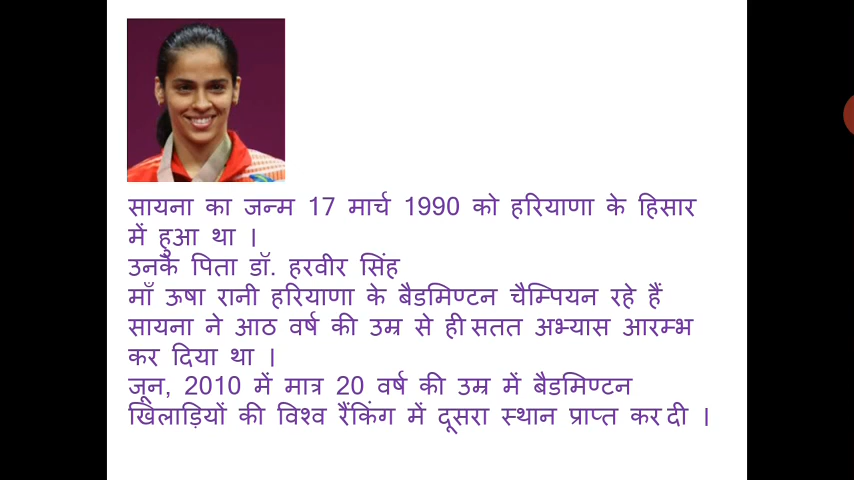 सायना का जन्म 17 मार्च 1990 को हरियाणा के हिसार
में हुआ था ।
उनके पिता डॉ. हरवीर सिंह
माँ ऊषा रानी हरियाणा के बैडमिण्टन चैम्पियन रहे हैं
सायना ने आठ वर्ष की उम्र से ही सतत अभ्यास आरम्भ
कर दिया था ।
जून, 2010 में मात्र 20 वर्ष की उम्र में बैडमिण्टन
खिलाड़ियों की विश्व रैंकिंग में दूसरा स्थान प्राप्त कर दी ।